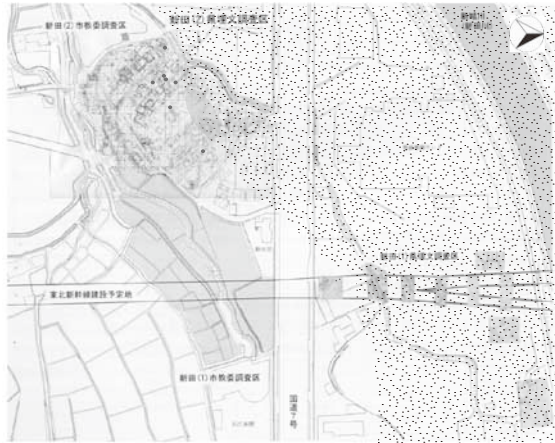 新田(2)市教委調査区
新田(2)県埋文調査区
新田(1)県埋文調査区
東北新幹線建設予定地
新田(1)市教委調査区
国道7号